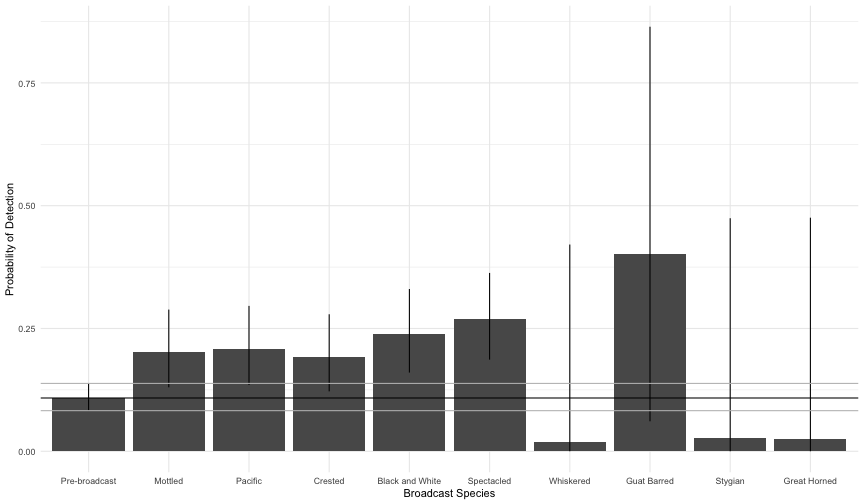 Probability of Detection
0.75
0.50
0.25
0.00
Pre-broadcast Mottled Pacific Crested Black and White Spectacled Whiskered Guat Barred Stygian Great Horned
Broadcast Species